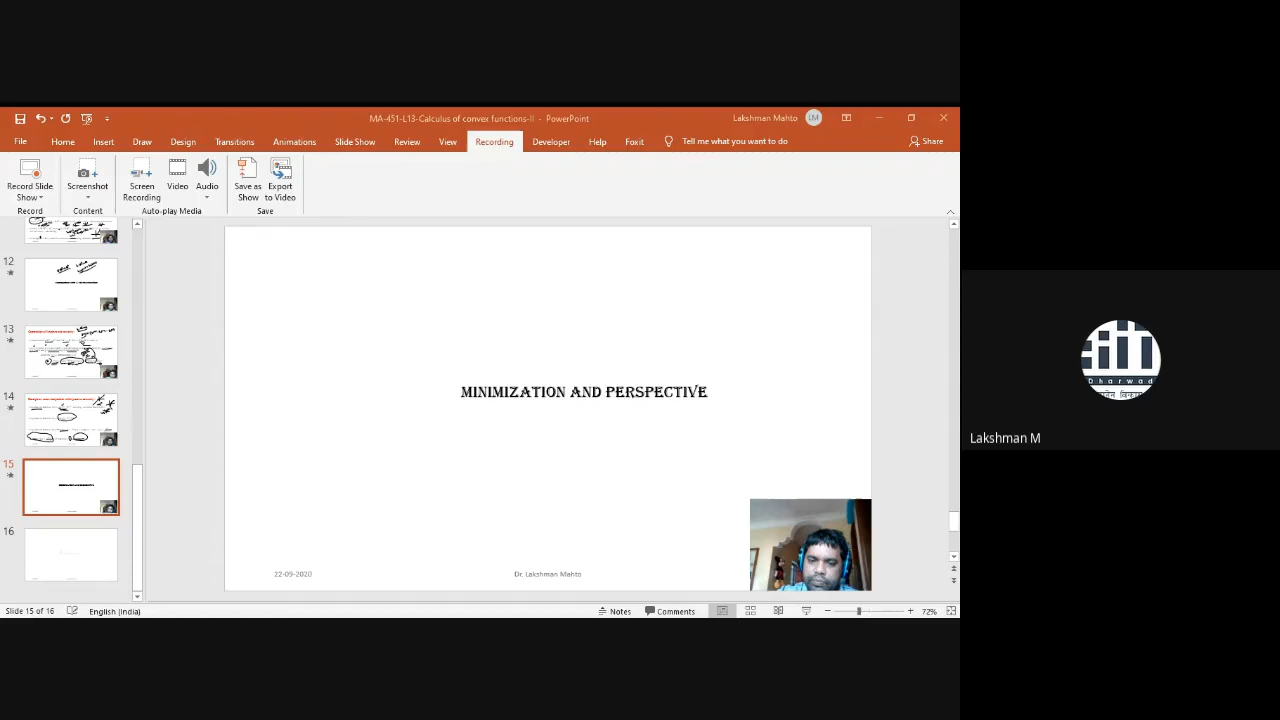 MA-451-L13-Calculus of convex functions-II - PowerPoint
Lakshman Mahto
LM
File
Home
Insert
Draw
Design
Transitions
Animations
Slide Show
Review
View
Recording
Developer
Help
Foxit
Tell me what you want to do
Share
Record Slide Show
Screenshot
Screen Recording
Video
Audio
Save as Show
Export to Video
Record
Content
Auto-play Media
Save
12
13
14
15
16
MINIMIZATION AND PERSPECTIVE
22-09-2020
Dr. Lakshman Mahto
Dharwad
Lakshman M
Slide 15 of 16
English (India)
Notes
Comments
72%